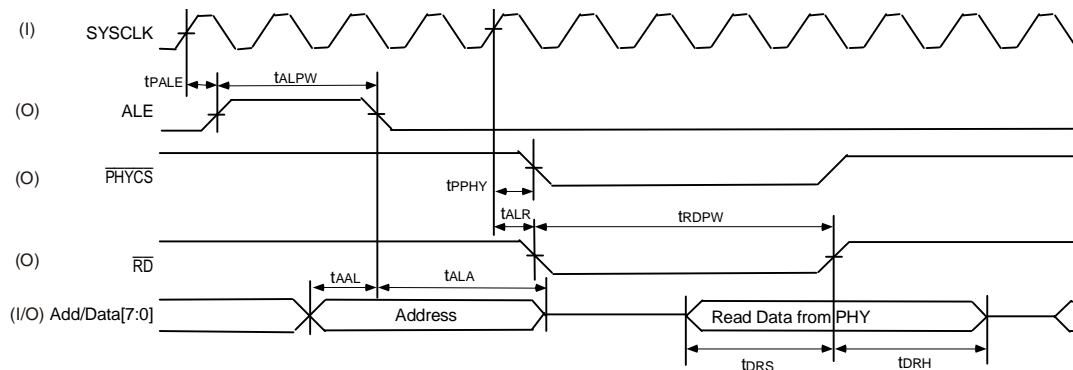 (I) SYSCLK
tPALE tALPW
(O) ALE
(O) PHYCS
tPPHY
tALR tRDPW
(O) RD
tAAL tALA
(I/O) Add/Data[7:0] Address Read Data from PHY
tDRS tDRH